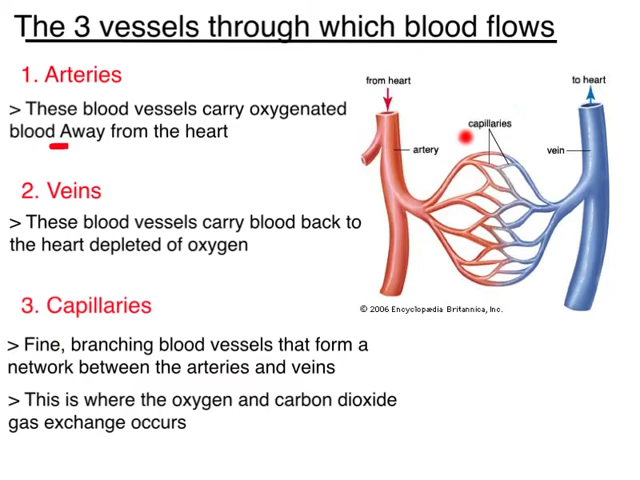 The 3 vessels through which blood flows
1. Arteries
> These blood vessels carry oxygenated
blood Away from the heart
2. Veins
> These blood vessels carry blood back to
the heart depleted of oxygen
3. Capillaries
> Fine, branching blood vessels that form a
network between the arteries and veins
> This is where the oxygen and carbon dioxide
gas exchange occurs
from heart
to heart
capillaries
artery
vein
© 2006 Encyclopædia Britannica, Inc.